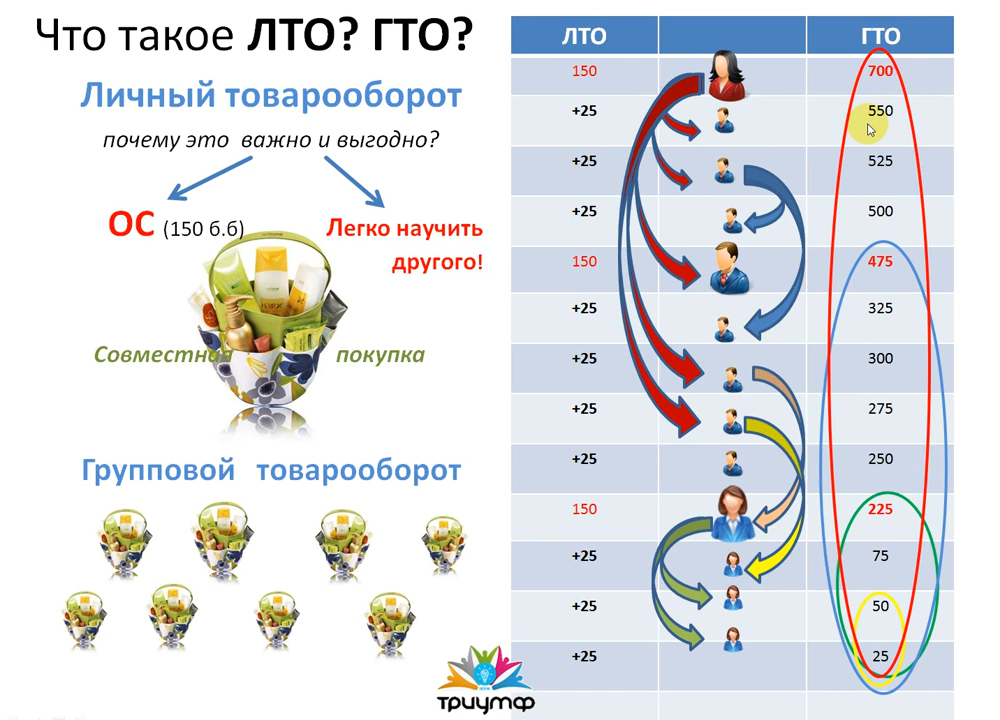 Что такое ЛТО? ГТО?
Личный товарооборот
почему это важно и выгодно?
ОС (150 б.б)
Легко научить
другого!
Совместная покупка
Групповой товарооборот
ЛТО ГТО
150 700
+25 550
+25 525
+25 500
150 475
+25 325
+25 300
+25 275
+25 250
150 225
+25 75
+25 50
+25 25
триумф